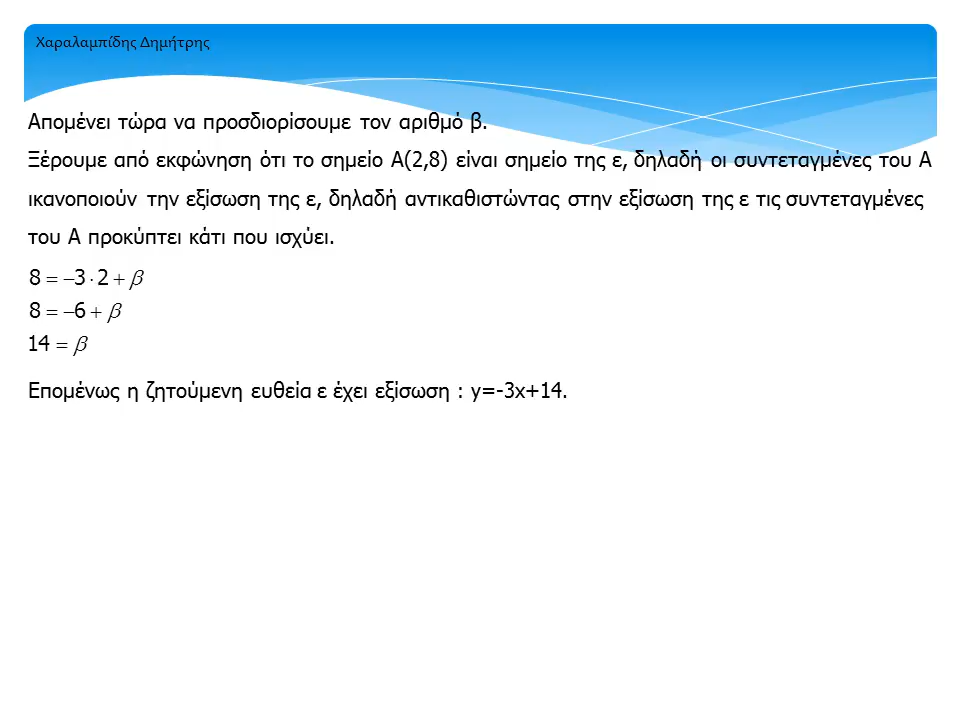 Χαραλαμπίδης Δημήτρης
Απομένει τώρα να προσδιορίσουμε τον αριθμό β.
Ξέρουμε από εκφώνηση ότι το σημείο Α(2,8) είναι σημείο της ε, δηλαδή οι συντεταγμένες του Α
ικανοποιούν την εξίσωση της ε, δηλαδή αντικαθιστώντας στην εξίσωση της ε τις συντεταγμένες
του Α προκύπτει κάτι που ισχύει.
8 = −3 · 2 + β
8 = −6 + β
14 = β
Επομένως η ζητούμενη ευθεία ε έχει εξίσωση : y=-3x+14.